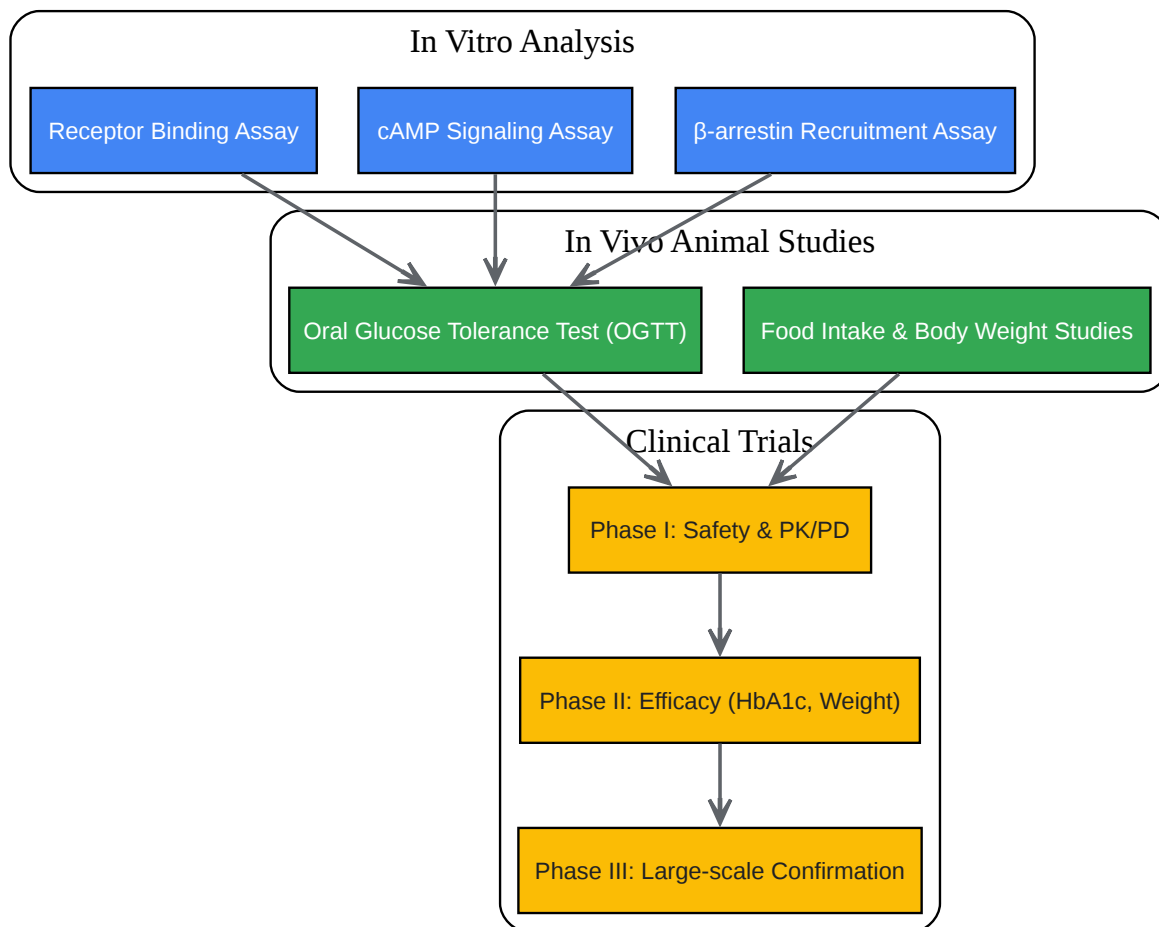 In Vitro Analysis
Receptor Binding Assay
cAMP Signaling Assay
β-arrestin Recruitment Assay
In Vivo Animal Studies
Oral Glucose Tolerance Test (OGTT)
Food Intake & Body Weight Studies
Clinical Trials
Phase I: Safety & PK/PD
Phase II: Efficacy (HbA1c, Weight)
Phase III: Large-scale Confirmation